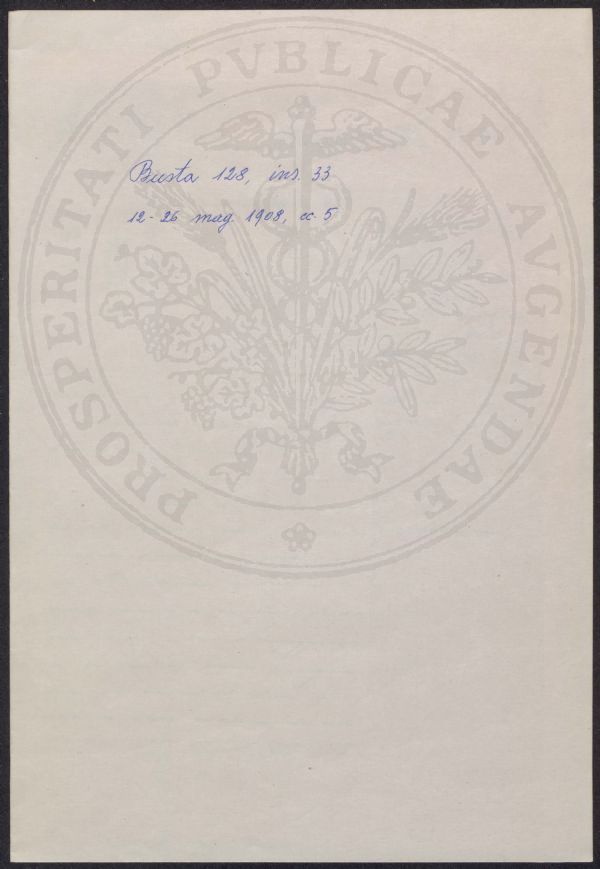 PROSPERITATI PVBLICAE AVGENDAE
Busta 128, ins. 33
12-26 mag. 1908, cc. 5